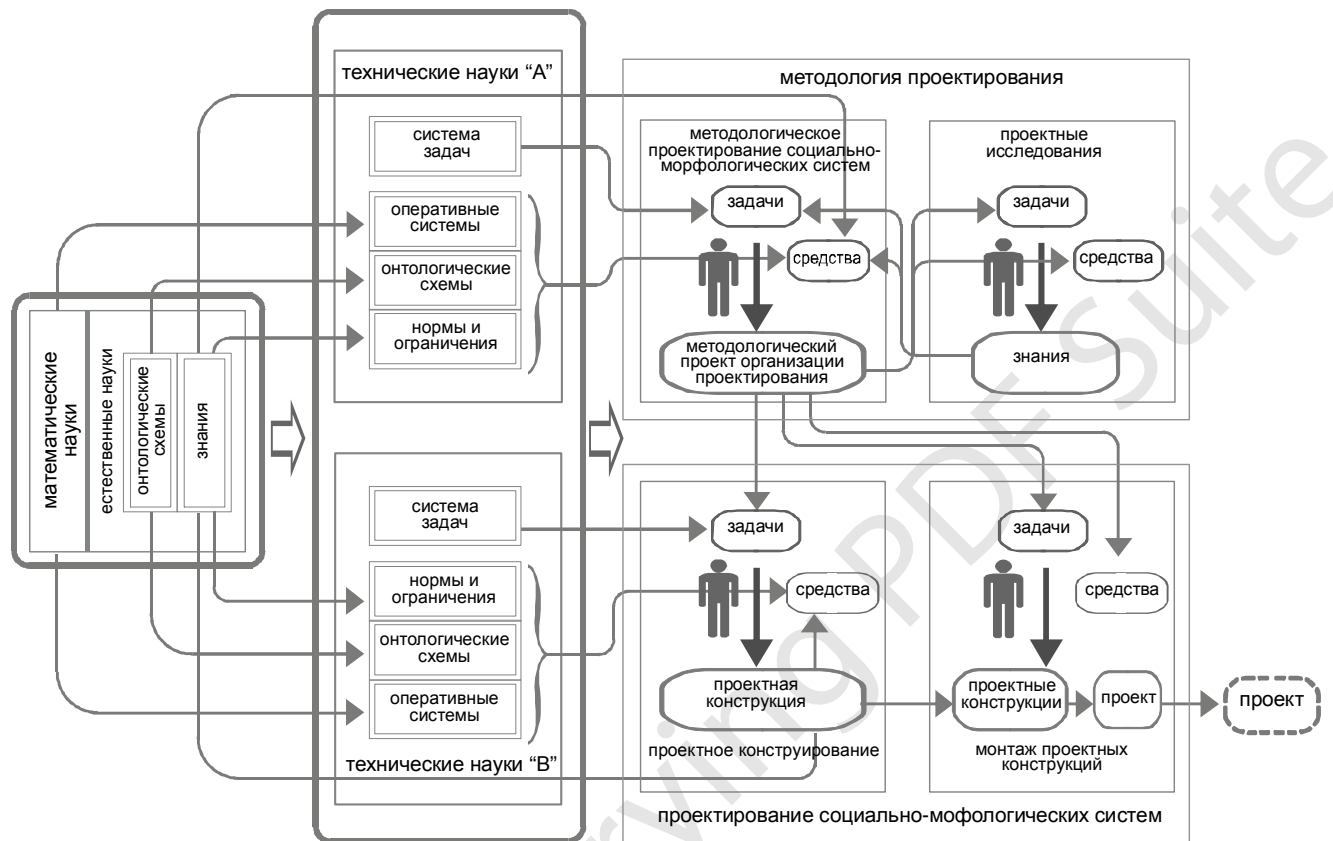 технические науки “А”
система
задач
оперативные
системы
онтологические
схемы
нормы и
ограничения
математические
науки
естественные науки
онтологические
схемы
знания
система
задач
нормы и
ограничения
онтологические
схемы
оперативные
системы
технические науки “В”
методология проектирования
методологическое
проектирование социально-
морфологических систем
задачи
средства
методологический
проект организации
проектирования
проектные
исследования
задачи
средства
знания
задачи
средства
проектная
конструкция
проектное конструирование
задачи
средства
проектные
конструкции
проект
монтаж проектных
конструкций
проект
проектирование социально-мофологических систем
rving PDF Suite